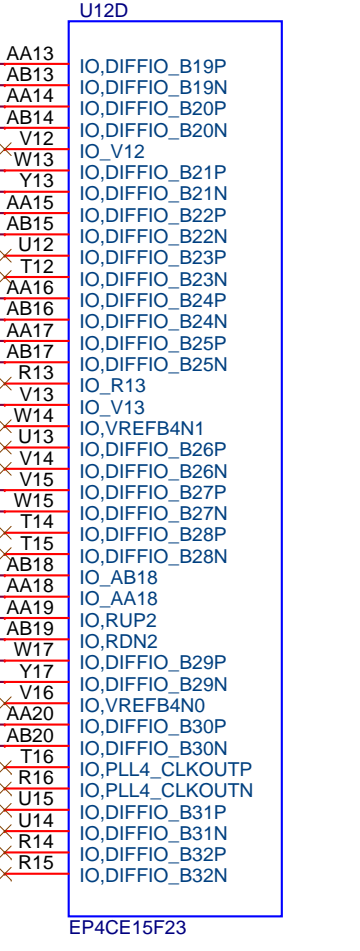 U12D
AA13 IO,DIFFIO_B19P
AB13 IO,DIFFIO_B19N
AA14 IO,DIFFIO_B20P
AB14 IO,DIFFIO_B20N
V12 IO_V12
W13 IO,DIFFIO_B21P
Y13 IO,DIFFIO_B21N
AA15 IO,DIFFIO_B22P
AB15 IO,DIFFIO_B22N
U12 IO,DIFFIO_B23P
T12 IO,DIFFIO_B23N
AA16 IO,DIFFIO_B24P
AB16 IO,DIFFIO_B24N
AA17 IO,DIFFIO_B25P
AB17 IO,DIFFIO_B25N
R13 IO_R13
V13 IO_V13
W14 IO,VREFB4N1
U13 IO,DIFFIO_B26P
V14 IO,DIFFIO_B26N
V15 IO,DIFFIO_B27P
W15 IO,DIFFIO_B27N
T14 IO,DIFFIO_B28P
T15 IO,DIFFIO_B28N
AB18 IO_AB18
AA18 IO_AA18
AA19 IO,RUP2
AB19 IO,RDN2
W17 IO,DIFFIO_B29P
Y17 IO,DIFFIO_B29N
V16 IO,VREFB4N0
AA20 IO,DIFFIO_B30P
AB20 IO,DIFFIO_B30N
T16 IO,PLL4_CLKOUTP
R16 IO,PLL4_CLKOUTN
U15 IO,DIFFIO_B31P
U14 IO,DIFFIO_B31N
R14 IO,DIFFIO_B32P
R15 IO,DIFFIO_B32N
EP4CE15F23